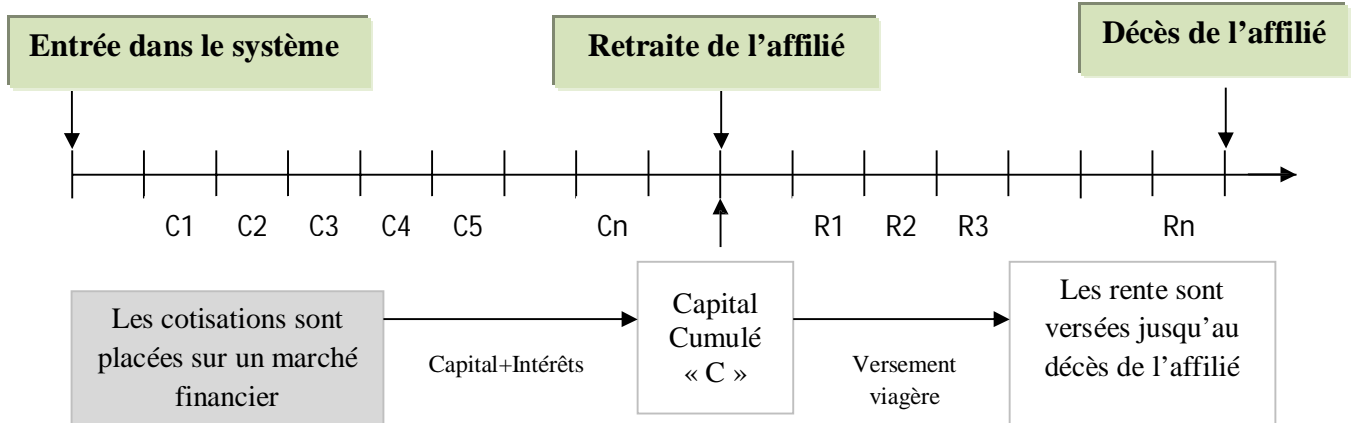 Entrée dans le système
Retraite de l’affilié
Décès de l’affilié
C1 C2 C3 C4 C5 Cn R1 R2 R3 Rn
Les cotisations sont
placées sur un marché
financier
Capital+Intérêts
Capital
Cumulé
« C »
Versement
viagère
Les rente sont
versées jusqu’au
décès de l’affilié